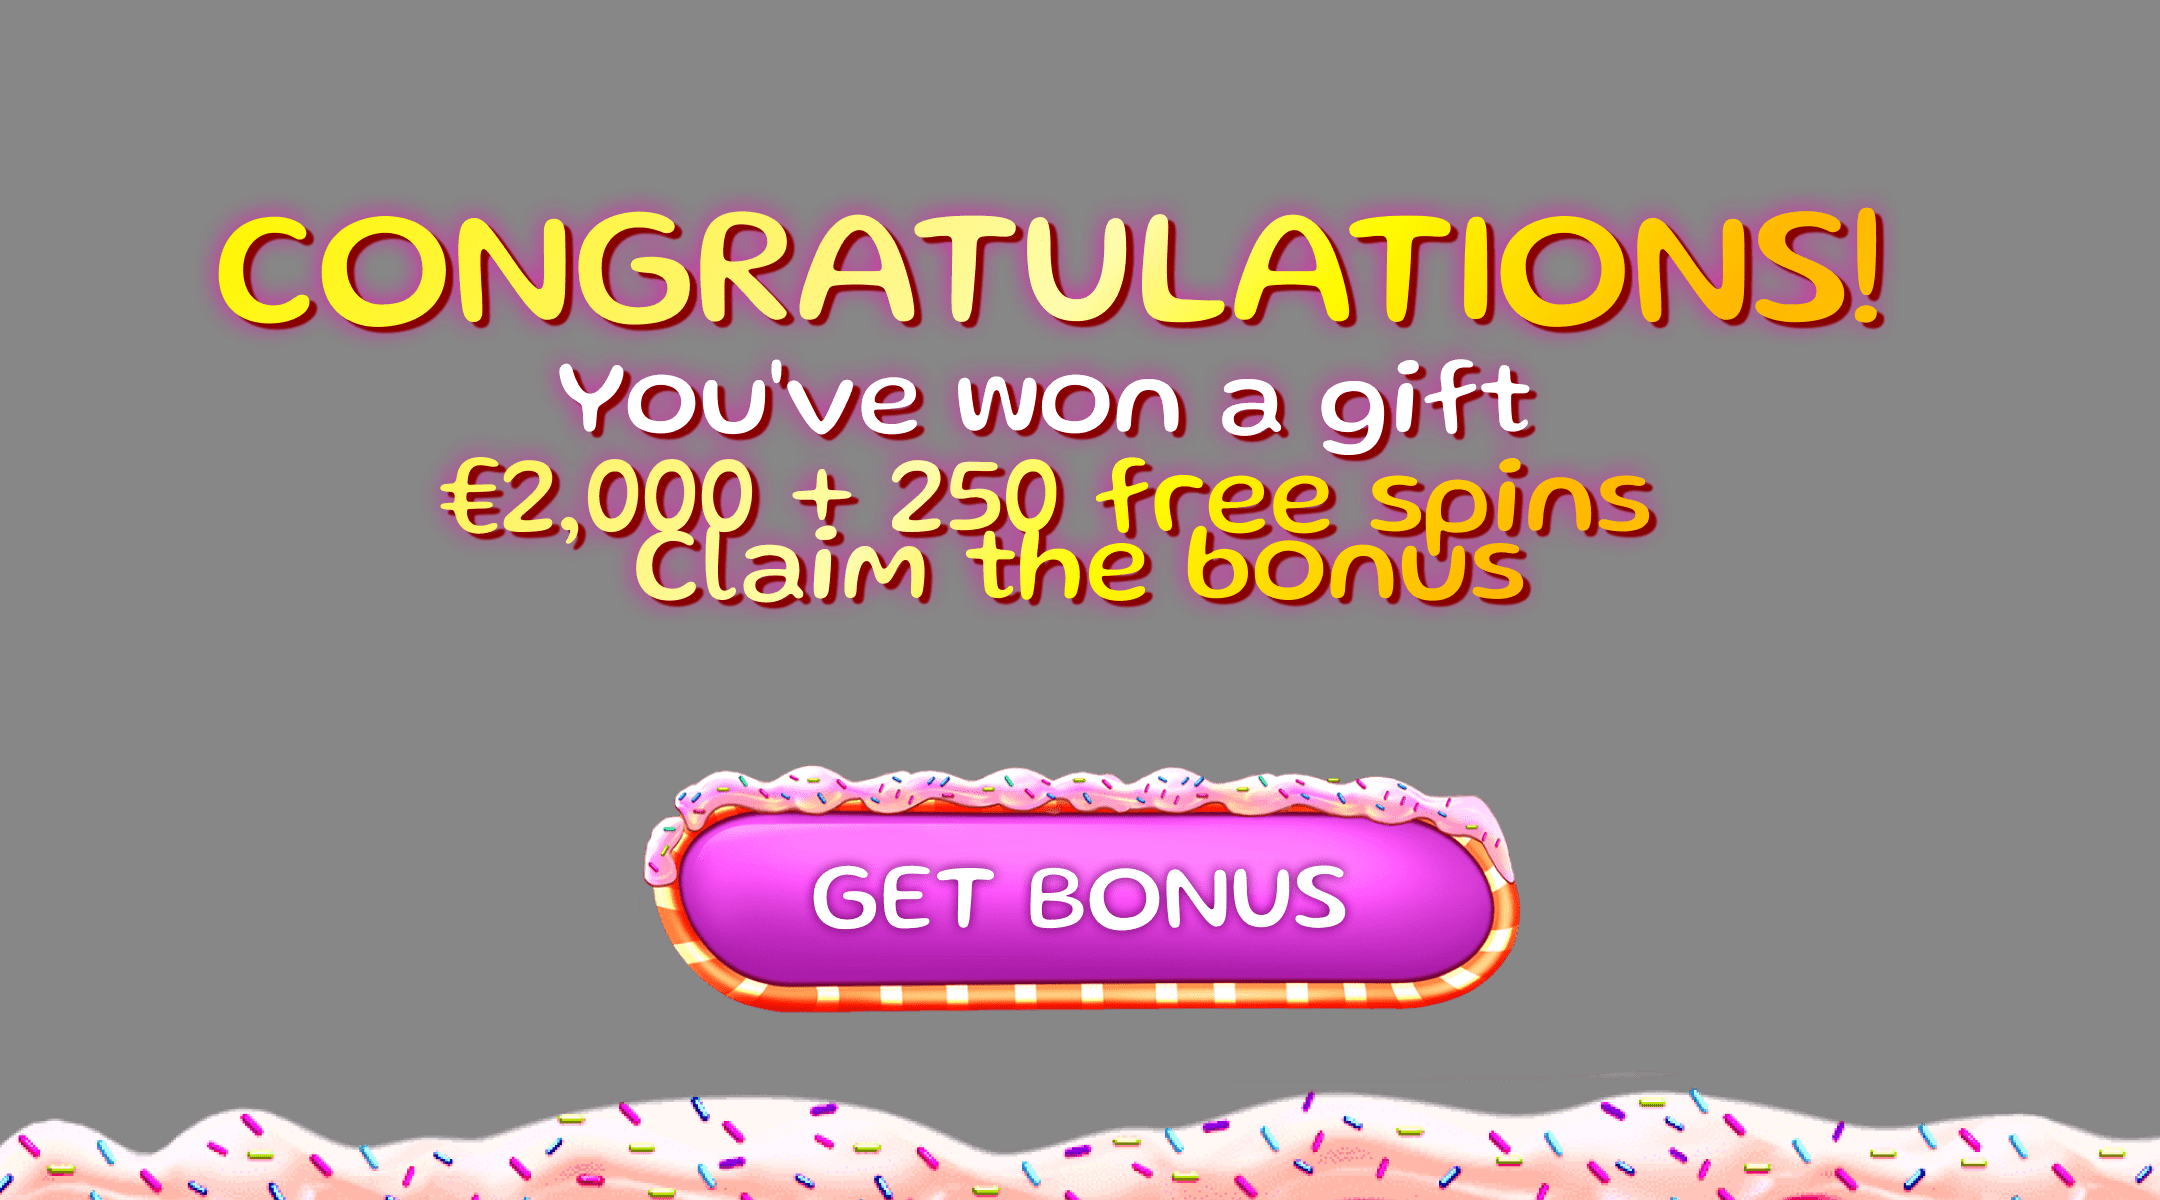 CONGRATULATIONS!
You've won a gift
€2,000 + 250 free spins
Claim the bonus
GET BONUS